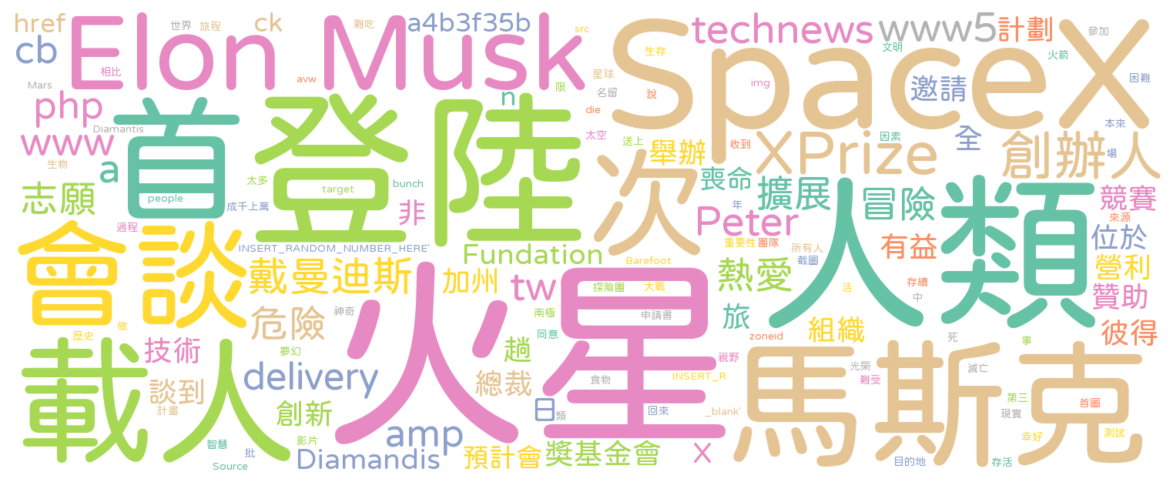 href
世界
旅程
ck
難吃
a4b3f35b
src
technews
www5
計劃
參加
cb
Elon Musk
SpaceX
生存
文明
火箭
相比
Mars
avw
限
星球
名留
說
img
邀請
困難
php
n
die
Diamantis
首
登陸
次
太空
送上
收到
因素
本來
www
舉辦
XPrize
全
場
創辦人
生物
a
太多
target
bunch
喪命
擴展
人類
冒險
競賽
志願
people
成千上萬
非
年
Peter
來源
過程
INSERT_RANDOM_NUMBER_HERE'
重要性
團隊
所有人
有益
位於
會談
Fundation
Barefoot
截圖
戴曼迪斯
加州
tw
火星
探險團
大戰
熱愛
活
存續
中
營利
贊助
危險
神奇
南極
申請書
旅
組織
彼得
歷史
做
同意
zoneid
死
事
載人
技術
夢幻
趟
視野
馬斯克
光榮
滅亡
談到
delivery
總裁
食物
INSERT_R
難受
第三
首圖
計畫
創新
日
類
回來
_blank'
現實
智慧
影片
amp
幸好
測試
Source
批
Diamandis
預計會
獎基金會
X
目的地
存活